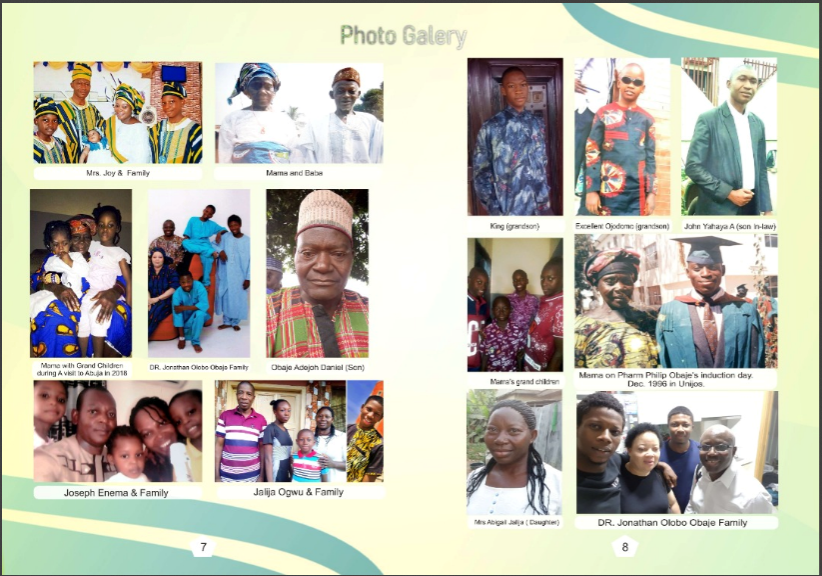 Photo Galery
Mrs. Joy & Family
Mama and Baba
Mama with Grand Children
during A visit to Abuja in 2018
DR. Jonathan Olobo Obaje Family
Obaje Adejoh Daniel (Son)
Joseph Enema & Family
Jalija Ogwu & Family
7
King (grandson)
Excellent Ojodomo (grandson)
John Yahaya A (son in-law)
Mama's grand children
Mama on Pharm Philip Obaje's induction day.
Dec. 1996 in Unijos.
Mrs Abigail Jalija ( Daughter)
DR. Jonathan Olobo Obaje Family
8